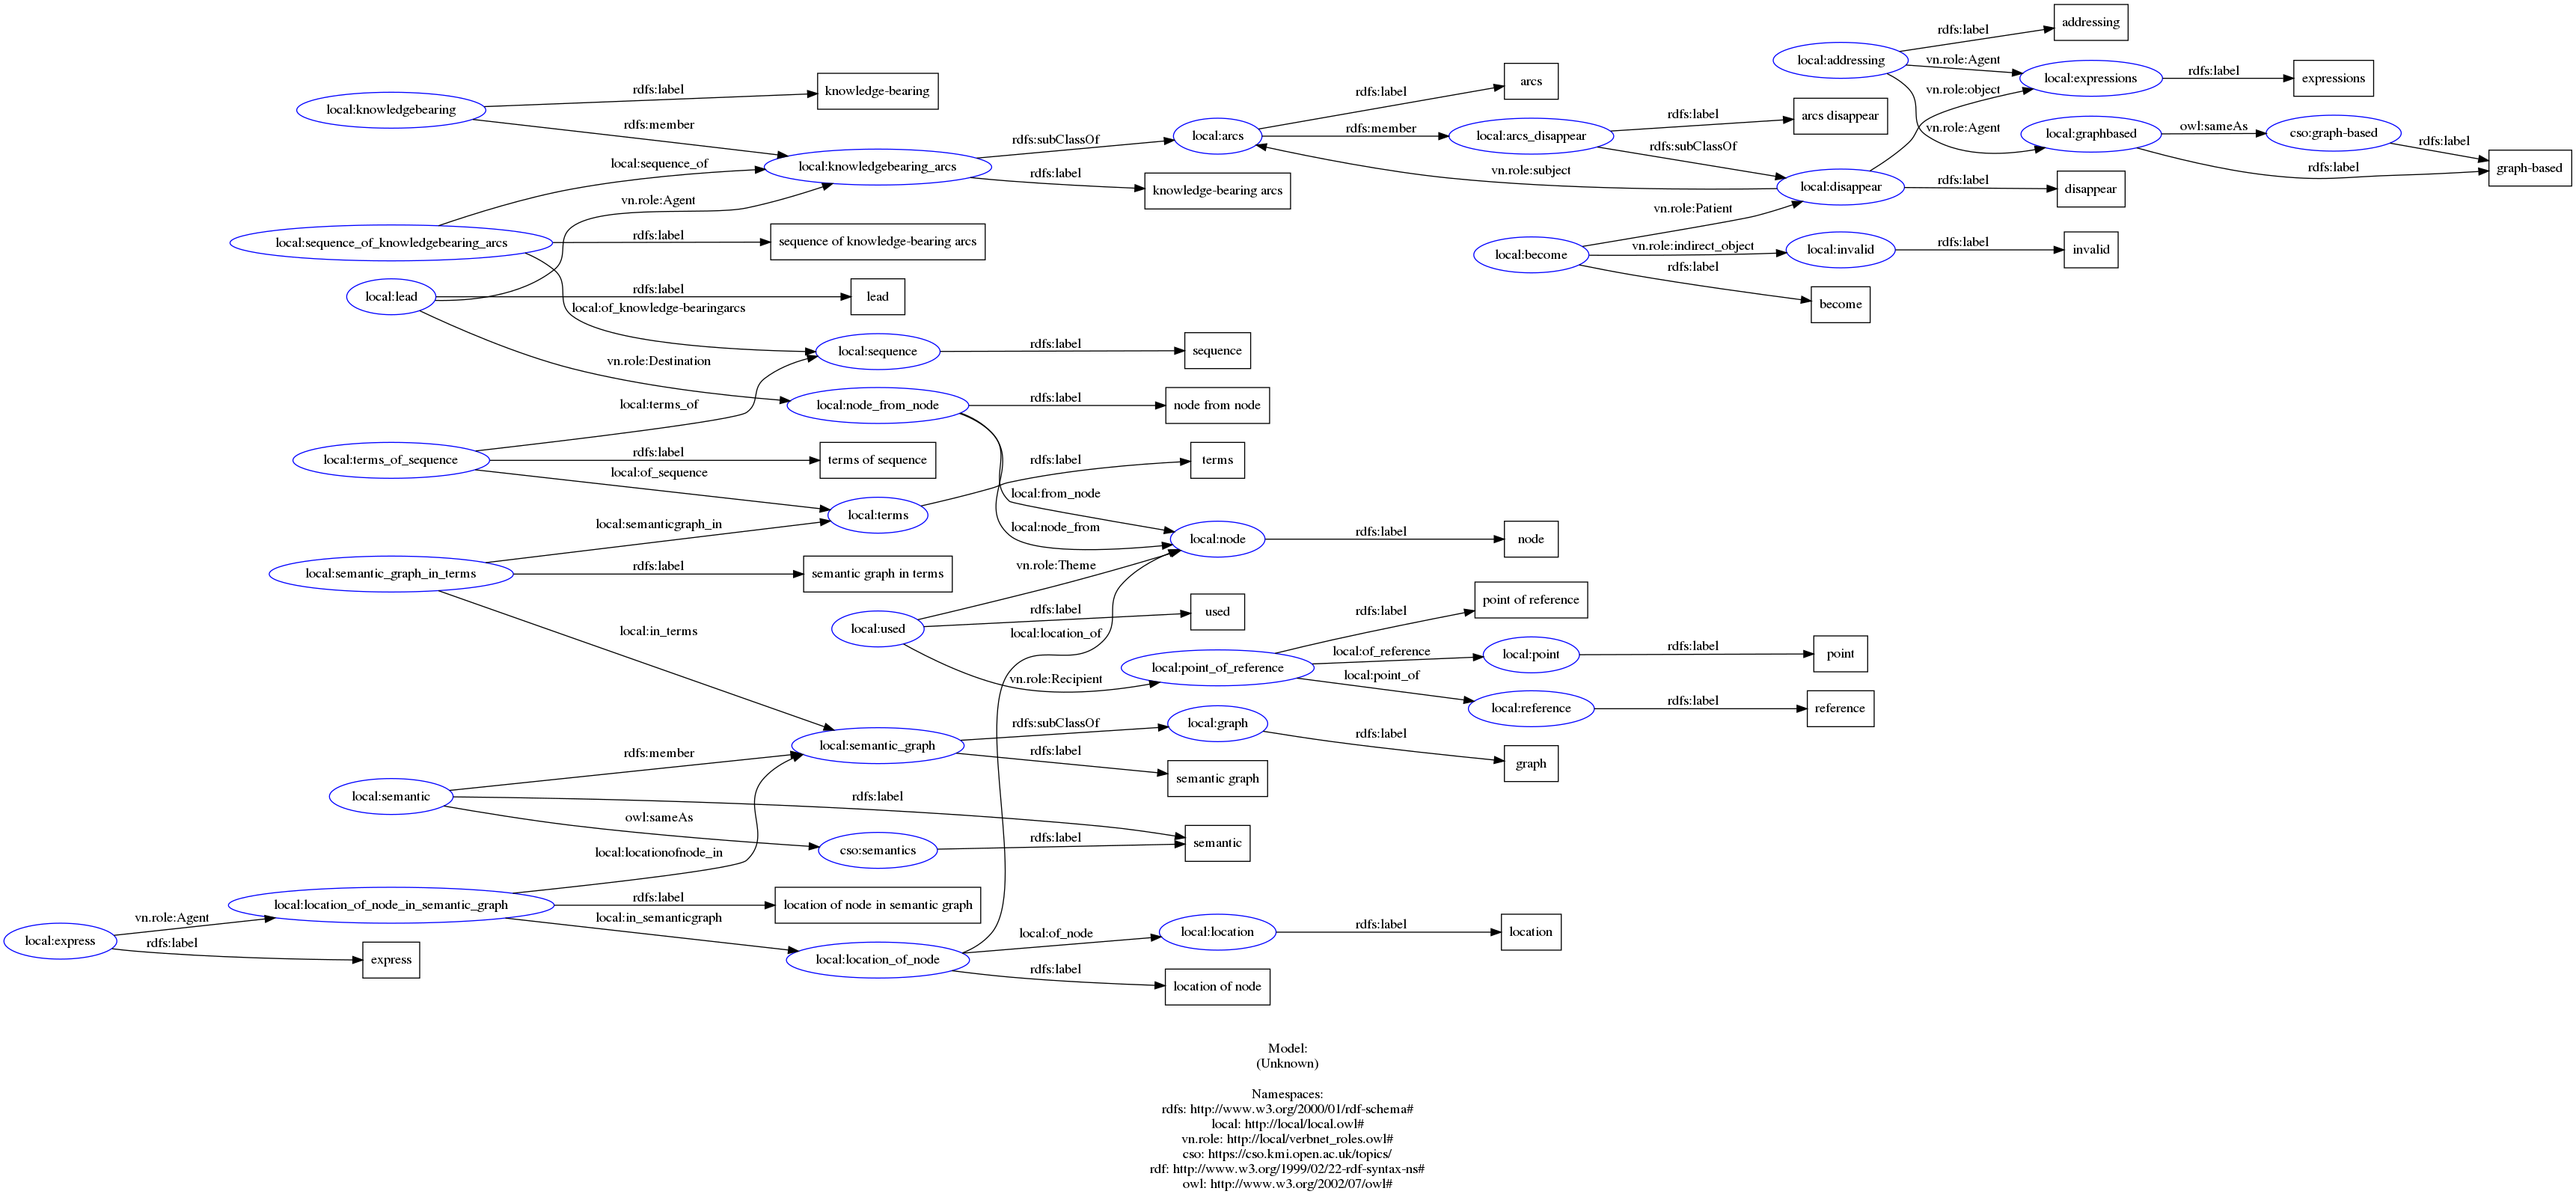 addressing
rdfs:label
local:addressing
vn.role:Agent
local:expressions
rdfs:label
expressions
knowledge-bearing
rdfs:label
arcs
rdfs:label
vn.role:object
local:knowledgebearing
arcs disappear
rdfs:label
vn.role:Agent
local:graphbased
owl:sameAs
cso:graph-based
rdfs:label
graph-based
rdfs:label
rdfs:member
local:arcs
rdfs:member
local:arcs_disappear
rdfs:subClassOf
rdfs:subClassOf
local:sequence_of
local:knowledgebearing_arcs
rdfs:label
knowledge-bearing arcs
vn.role:subject
local:disappear
rdfs:label
disappear
vn.role:Agent
vn.role:Patient
local:sequence_of_knowledgebearing_arcs
rdfs:label
sequence of knowledge-bearing arcs
local:become
vn.role:indirect_object
local:invalid
rdfs:label
invalid
rdfs:label
become
local:lead
rdfs:label
lead
local:of_knowledge-bearingarcs
local:sequence
rdfs:label
sequence
vn.role:Destination
local:terms_of
local:node_from_node
rdfs:label
node from node
local:terms_of_sequence
rdfs:label
terms of sequence
local:of_sequence
rdfs:label
terms
local:from_node
local:semanticgraph_in
local:terms
local:node_from
local:node
rdfs:label
node
local:semantic_graph_in_terms
rdfs:label
semantic graph in terms
vn.role:Theme
local:in_terms
local:used
rdfs:label
used
local:location_of
rdfs:label
point of reference
vn.role:Recipient
local:point_of_reference
local:of_reference
local:point
rdfs:label
point
local:point_of
local:reference
rdfs:label
reference
rdfs:member
local:semantic_graph
rdfs:subClassOf
local:graph
rdfs:label
graph
rdfs:label
semantic graph
local:semantic
rdfs:label
semantic
owl:sameAs
cso:semantics
rdfs:label
local:locationofnode_in
local:express
vn.role:Agent
rdfs:label
express
local:location_of_node_in_semantic_graph
rdfs:label
location of node in semantic graph
local:in_semanticgraph
local:location_of_node
local:of_node
local:location
rdfs:label
location
rdfs:label
location of node
Model:
(Unknown)
Namespaces:
rdfs: http://www.w3.org/2000/01/rdf-schema#
local: http://local/local.owl#
vn.role: http://local/verbnet_roles.owl#
cso: https://cso.kmi.open.ac.uk/topics/
rdf: http://www.w3.org/1999/02/22-rdf-syntax-ns#
owl: http://www.w3.org/2002/07/owl#